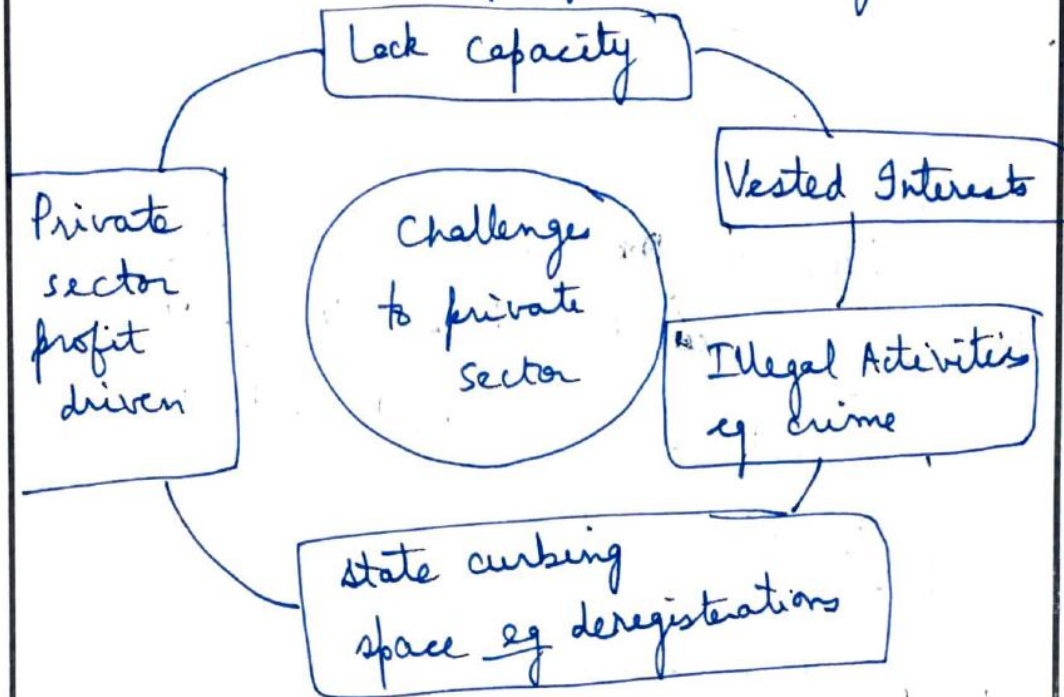 Lack Capacity
Vested Interests
Private
sector
profit
driven
Challenges
to private
sector
Illegal Activities
eg crime
state curbing
space eg deregisterations